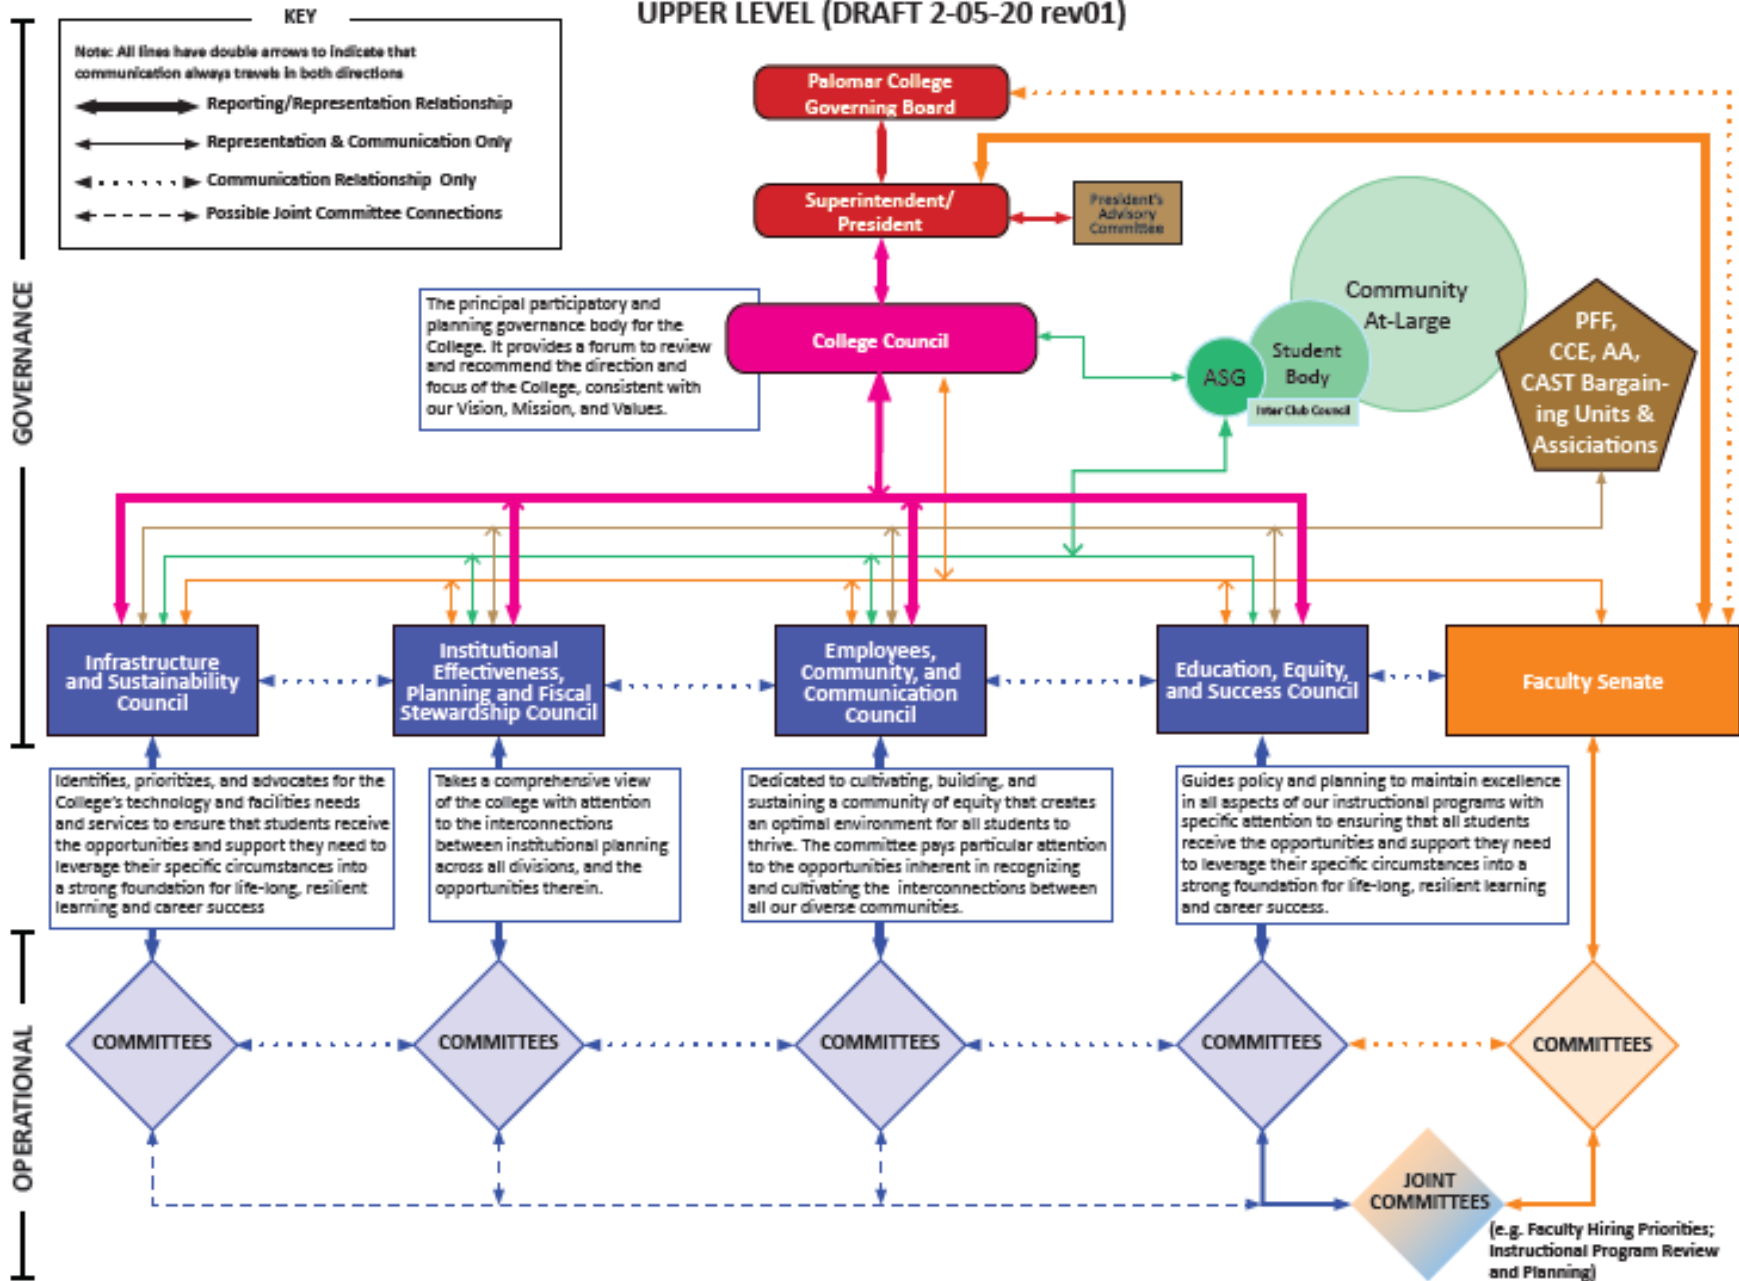 UPPER LEVEL (DRAFT 2-05-20 rev01)
KEY
Note: All lines have double arrows to indicate that
communication always travels in both directions
Reporting/Representation Relationship
Representation & Communication Only
Communication Relationship Only
Possible Joint Committee Connections
GOVERNANCE
Palomar College
Governing Board
Superintendent/
President
President's
Advisory
Committee
The principal participatory and
planning governance body for the
College. It provides a forum to review
and recommend the direction and
focus of the College, consistent with
our Vision, Mission, and Values.
College Council
ASG
Student
Body
Inter Club Council
Community
At-Large
PFF,
CCE, AA,
CAST Bargain-
ing Units &
Assiciations
Infrastructure
and Sustainability
Council
Institutional
Effectiveness,
Planning and Fiscal
Stewardship Council
Employees,
Community, and
Communication
Council
Education, Equity,
and Success Council
Faculty Senate
Identifies, prioritizes, and advocates for the
College's technology and facilities needs
and services to ensure that students receive
the opportunities and support they need to
leverage their specific circumstances into
a strong foundation for life-long, resilient
learning and career success
Takes a comprehensive view
of the college with attention
to the interconnections
between institutional planning
across all divisions, and the
opportunities therein.
Dedicated to cultivating, building, and
sustaining a community of equity that creates
an optimal environment for all students to
thrive. The committee pays particular attention
to the opportunities inherent in recognizing
and cultivating the interconnections between
all our diverse communities.
Guides policy and planning to maintain excellence
in all aspects of our instructional programs with
specific attention to ensuring that all students
receive the opportunities and support they need
to leverage their specific circumstances into a
strong foundation for life-long, resilient learning
and career success.
OPERATIONAL
COMMITTEES
COMMITTEES
COMMITTEES
COMMITTEES
COMMITTEES
JOINT
COMMITTEES
(e.g. Faculty Hiring Priorities;
Instructional Program Review
and Planning)